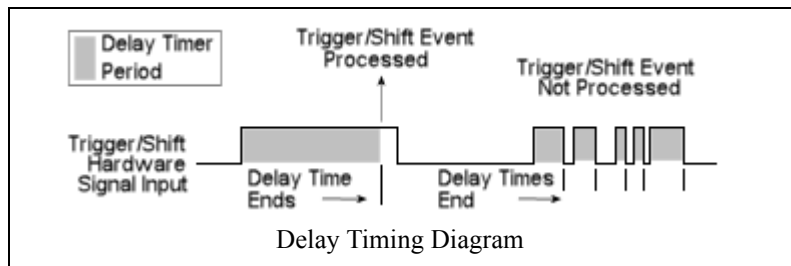 Delay Timer
Period
Trigger/Shift Event
Processed
Trigger/Shift Event
Not Processed
Trigger/Shift
Hardware
Signal Input
Delay Time
Ends
Delay Times
End
Delay Timing Diagram